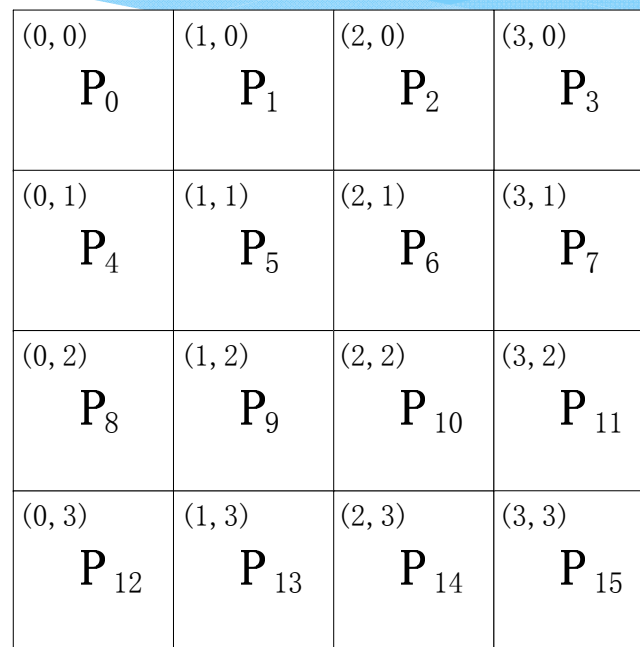 (0,0) (1,0) (2,0) (3,0)
P₀ P₁ P₂ P₃
(0,1) (1,1) (2,1) (3,1)
P₄ P₅ P₆ P₇
(0,2) (1,2) (2,2) (3,2)
P₈ P₉ P₁₀ P₁₁
(0,3) (1,3) (2,3) (3,3)
P₁₂ P₁₃ P₁₄ P₁₅